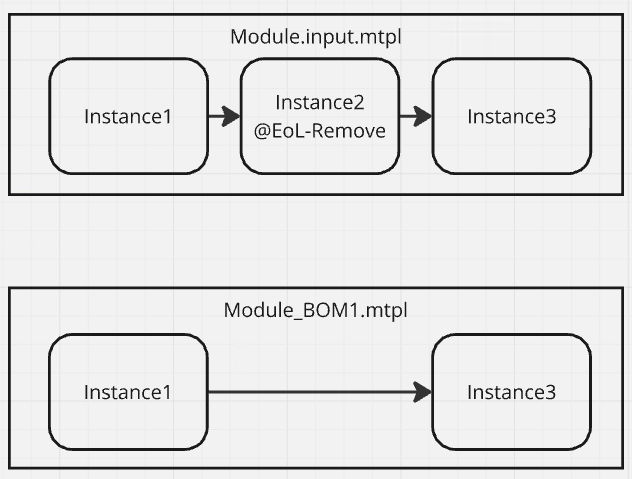 Module.input.mtpl
Instance1
Instance2
@EoL-Remove
Instance3
Module_BOM1.mtpl
Instance1
Instance3